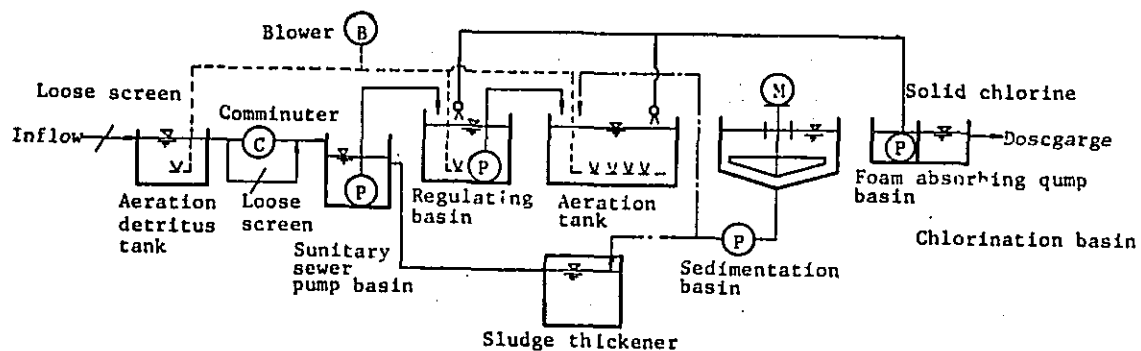 Blower B
Loose screen
Comminuter
Inflow
C
P
Aeration
detritus
tank
Loose
screen
Sunitary
sewer
pump basin
P
Regulating
basin
Aeration
tank
M
Solid chlorine
P
Doscgarge
Foam absorbing qump
basin
Chlorination basin
P
Sedimentation
basin
Sludge thickener